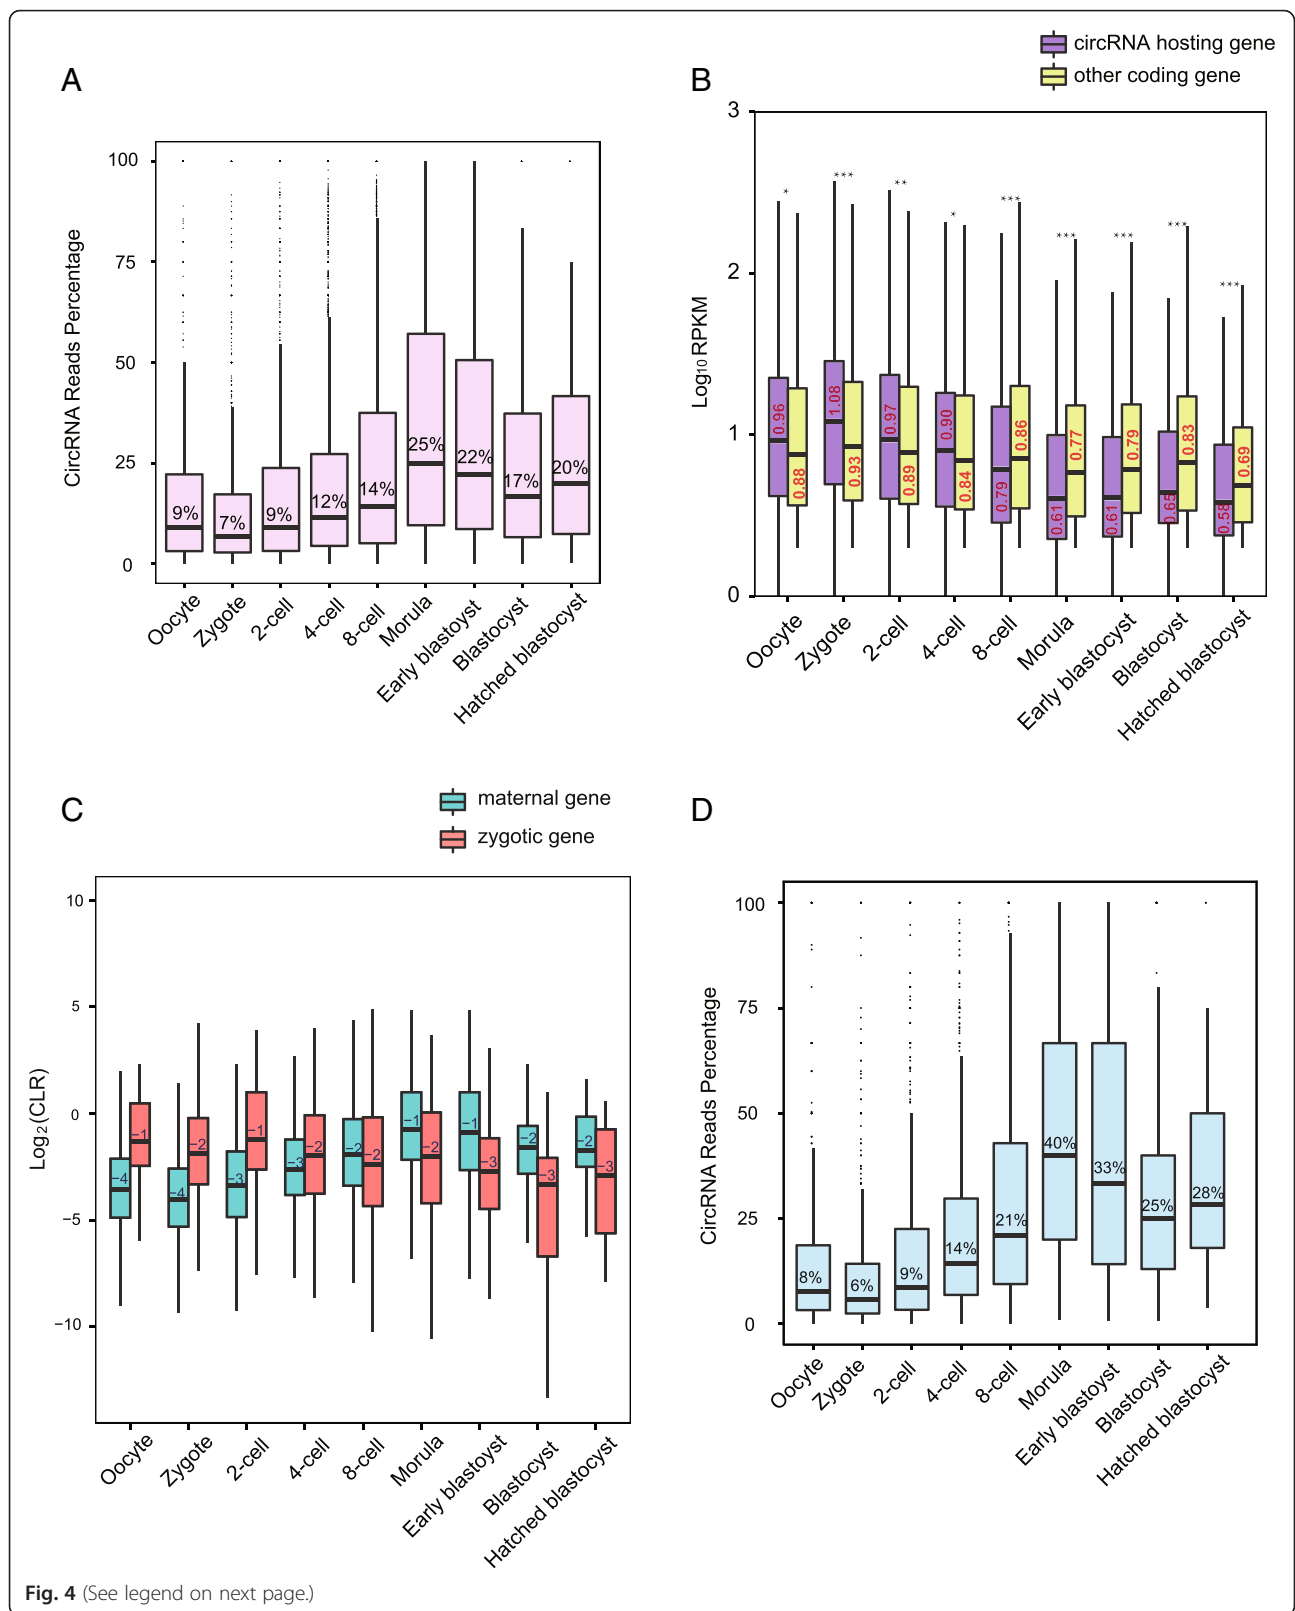 A
CircRNA Reads Percentage
100
75
50
25
0
9%
7%
9%
12%
14%
25%
22%
17%
20%
Oocyte
Zygote
2-cell
4-cell
8-cell
Morula
Early blastoyst
Blastocyst
Hatched blastocyst
B
circRNA hosting gene
other coding gene
Log10RPKM
3
2
1
0
*
***
**
*
***
***
***
***
***
0.96
0.88
1.08
0.93
0.97
0.89
0.90
0.84
0.79
0.86
0.61
0.77
0.61
0.79
0.65
0.83
0.58
0.69
Oocyte
Zygote
2-cell
4-cell
8-cell
Morula
Early blastocyst
Blastocyst
Hatched blastocyst
C
maternal gene
zygotic gene
Log2(CLR)
10
5
0
−5
−10
−4
−1
−4
−2
−3
−1
−3
−2
−2
−2
−1
−2
−1
−3
−2
−3
−2
−3
Oocyte
Zygote
2-cell
4-cell
8-cell
Morula
Early blastoyst
Blastocyst
Hatched blastocyst
D
CircRNA Reads Percentage
100
75
50
25
0
8%
6%
9%
14%
21%
40%
33%
25%
28%
Oocyte
Zygote
2-cell
4-cell
8-cell
Morula
Early blastoyst
Blastocyst
Hatched blastocyst
Fig. 4 (See legend on next page.)